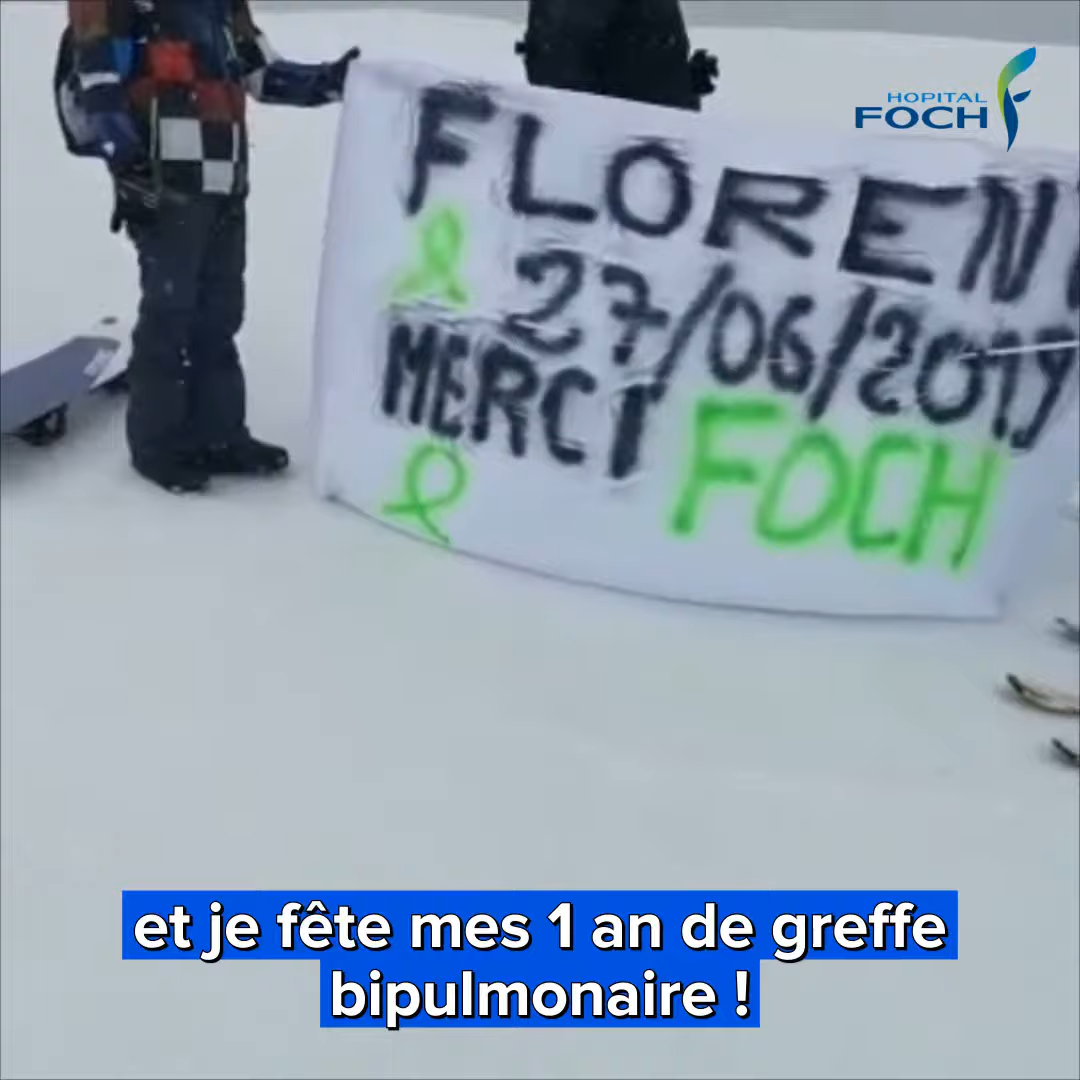 HOPITAL
FOCH
FLOREN
27/06/2019
MERCI FOCH
et je fête mes 1 an de greffe
bipulmonaire !